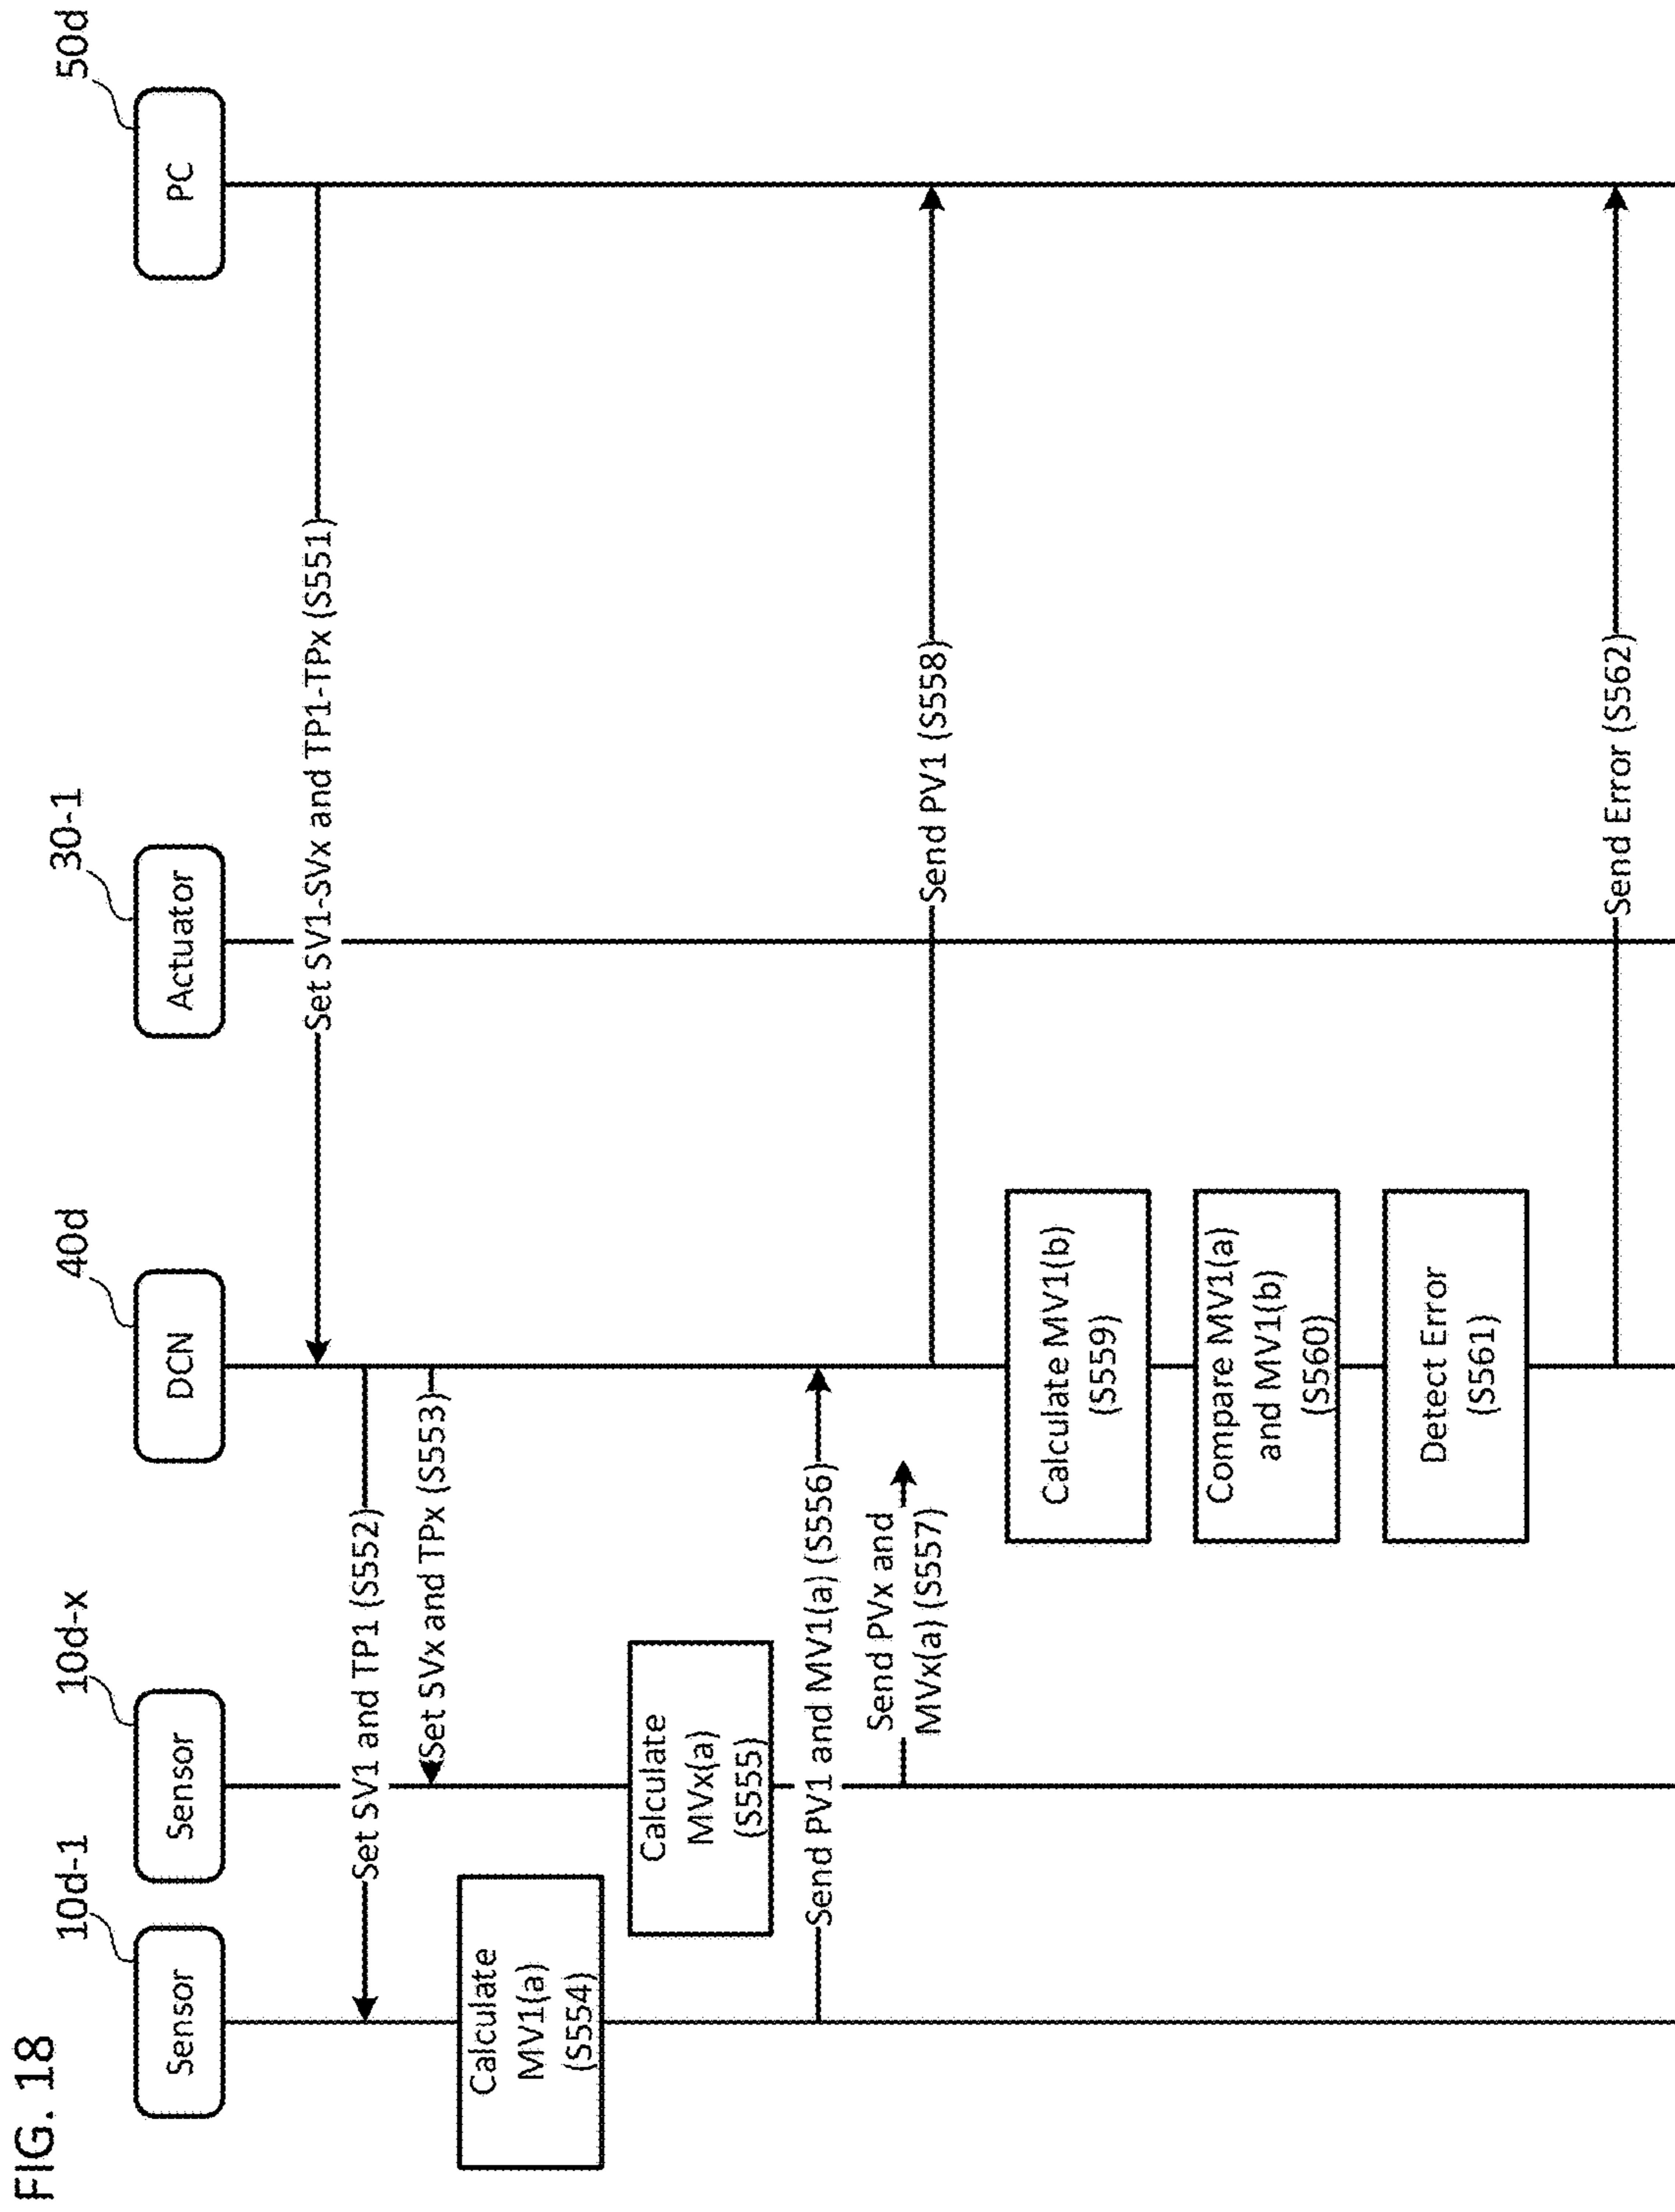 FIG. 18
10d-1
10d-x
40d
30-1
50d
Sensor
Sensor
DCN
Actuator
PC
Set SV1-SVx and TP1-TPx (S551)
Set SV1 and TP1 (S552)
Set SVx and TPx (S553)
Calculate
MV1(a)
(S554)
Calculate
MVx(a)
(S555)
Send PV1 and MV1(a) (S556)
Send PVx and
MVx(a) (S557)
Send PV1 (S558)
Calculate MV1(b)
(S559)
Compare MV1(a)
and MV1(b)
(S560)
Detect Error
(S561)
Send Error (S562)